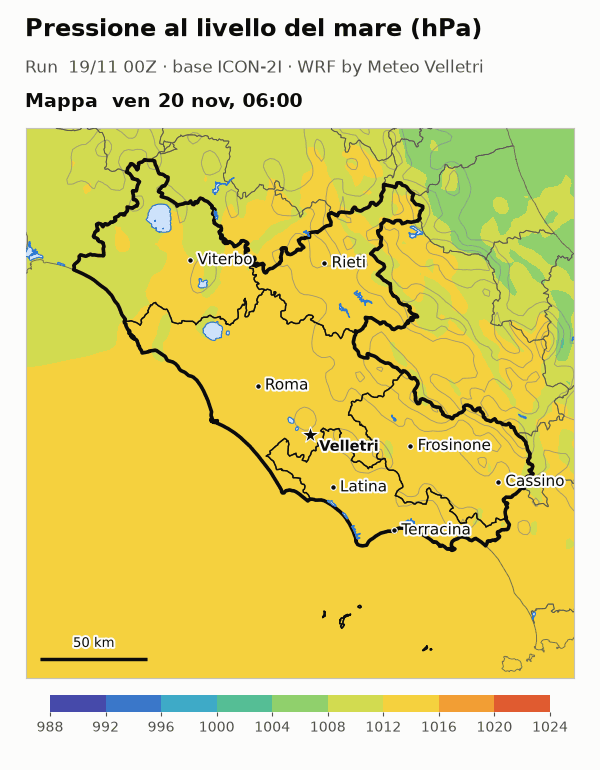 Pressione al livello del mare (hPa)
Run  19/11 00Z · base ICON-2I · WRF by Meteo Velletri
Mappa  ven 20 nov, 06:00
Viterbo
Rieti
Roma
Velletri
Frosinone
Cassino
Latina
Terracina
50 km
988 992 996 1000 1004 1008 1012 1016 1020 1024